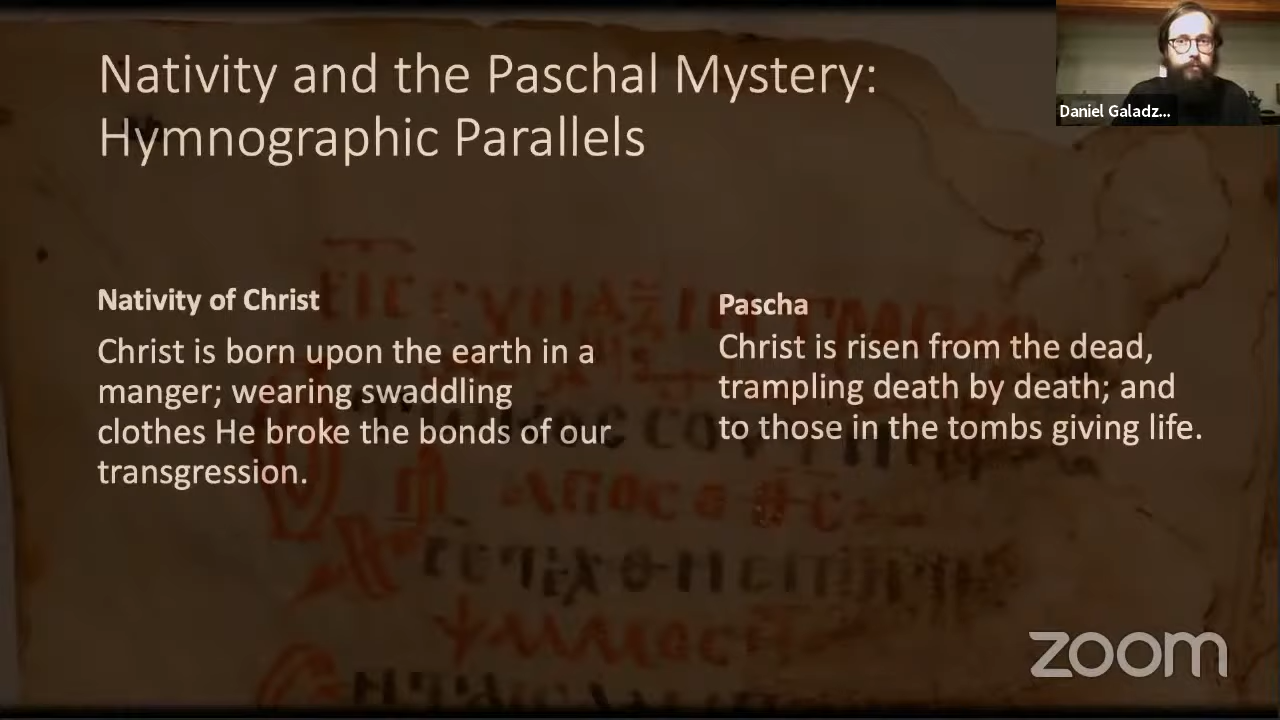 Nativity and the Paschal Mystery:
Hymnographic Parallels
Daniel Galadz...
Nativity of Christ
Christ is born upon the earth in a
manger; wearing swaddling
clothes He broke the bonds of our
transgression.
Pascha
Christ is risen from the dead,
trampling death by death; and
to those in the tombs giving life.
zoom